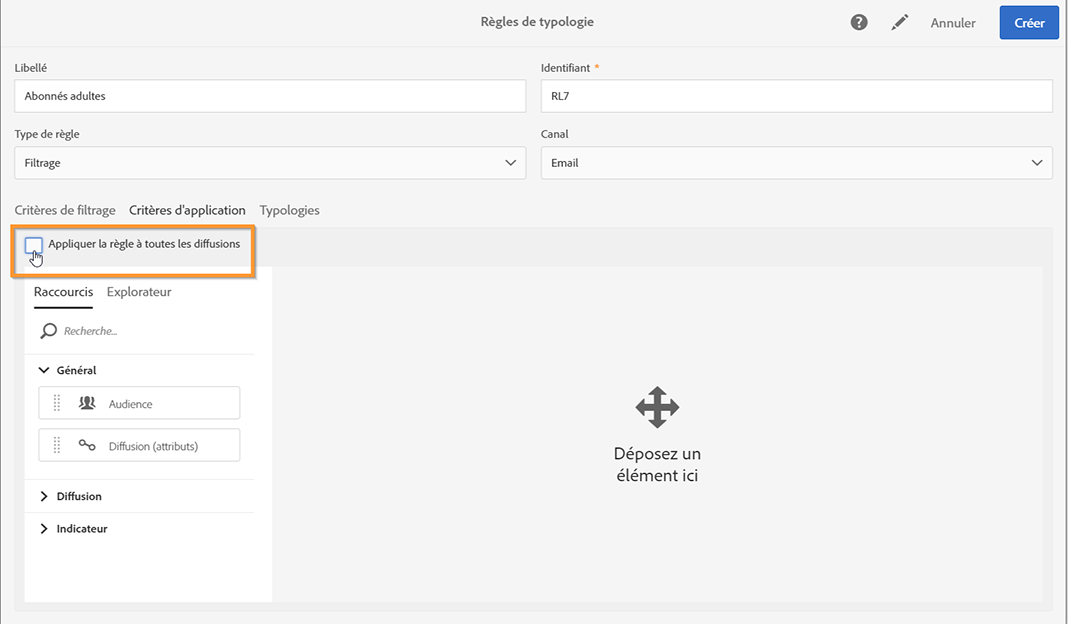 Règles de typologie
? Annuler Créer
Libellé
Identifiant *
Abonnés adultes
RL7
Type de règle
Canal
Filtrage
Email
Critères de filtrage Critères d'application Typologies
Appliquer la règle à toutes les diffusions
Raccourcis Explorateur
Recherche...
Général
Audience
Diffusion (attributs)
Diffusion
Indicateur
Déposez un
élément ici